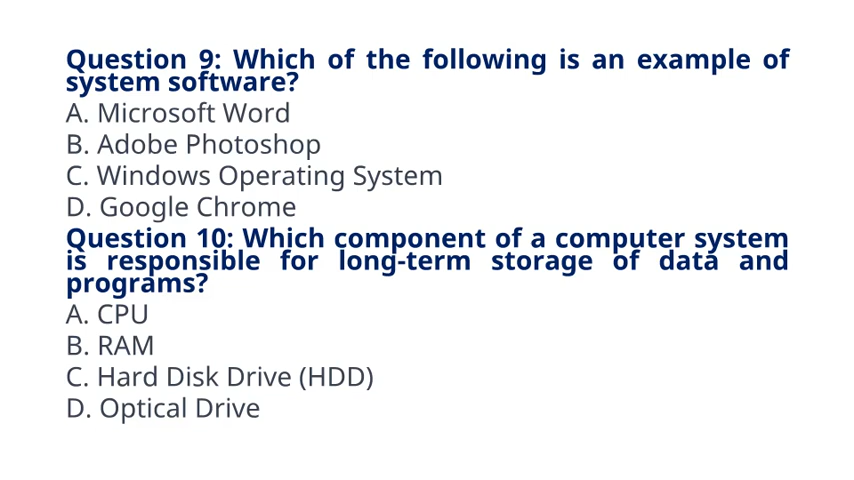 Question 9: Which of the following is an example of
system software?
A. Microsoft Word
B. Adobe Photoshop
C. Windows Operating System
D. Google Chrome
Question 10: Which component of a computer system
is responsible for long-term storage of data and
programs?
A. CPU
B. RAM
C. Hard Disk Drive (HDD)
D. Optical Drive